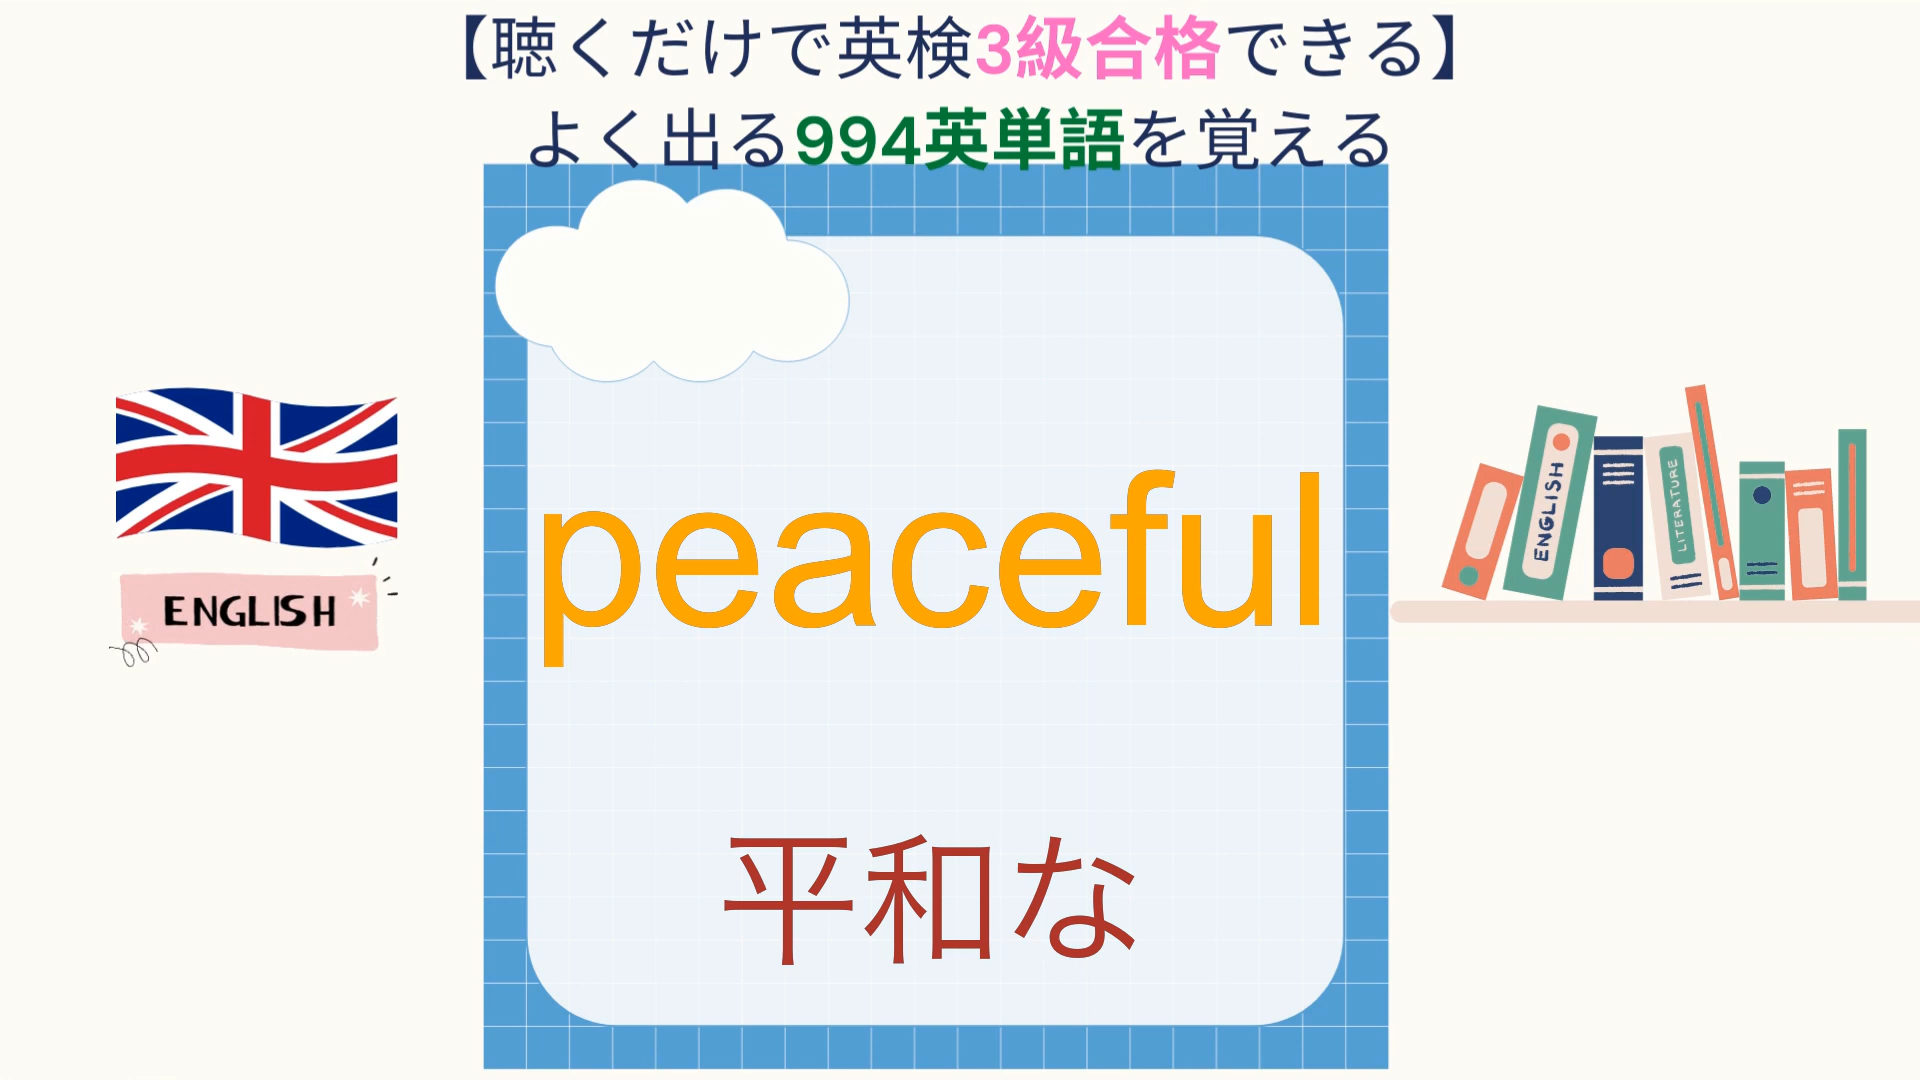 【聴くだけで英検3級合格できる】
よく出る994英単語を覚える
peaceful
平和な
ENGLISH
ENGLISH
LITERATURE